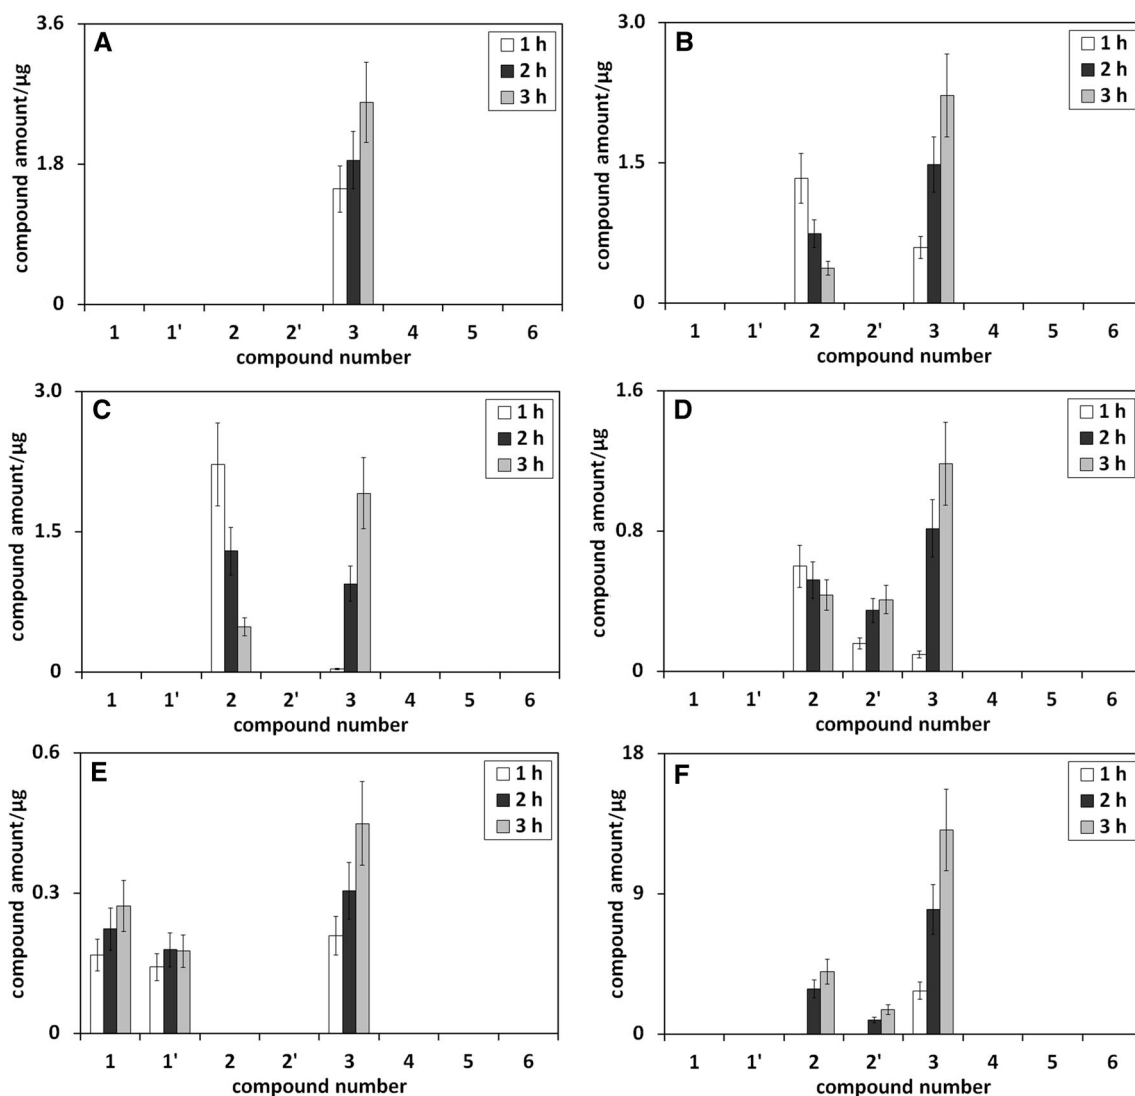 A
compound amount/µg
3.6
1.8
0
1 h
2 h
3 h
1 1' 2 2' 3 4 5 6
compound number
B
compound amount/µg
3.0
1.5
0
1 h
2 h
3 h
1 1' 2 2' 3 4 5 6
compound number
C
compound amount/µg
3.0
1.5
0
1 h
2 h
3 h
1 1' 2 2' 3 4 5 6
compound number
D
compound amount/µg
1.6
0.8
0
1 h
2 h
3 h
1 1' 2 2' 3 4 5 6
compound number
E
compound amount/µg
0.6
0.3
0
1 h
2 h
3 h
1 1' 2 2' 3 4 5 6
compound number
F
compound amount/µg
18
9
0
1 h
2 h
3 h
1 1' 2 2' 3 4 5 6
compound number